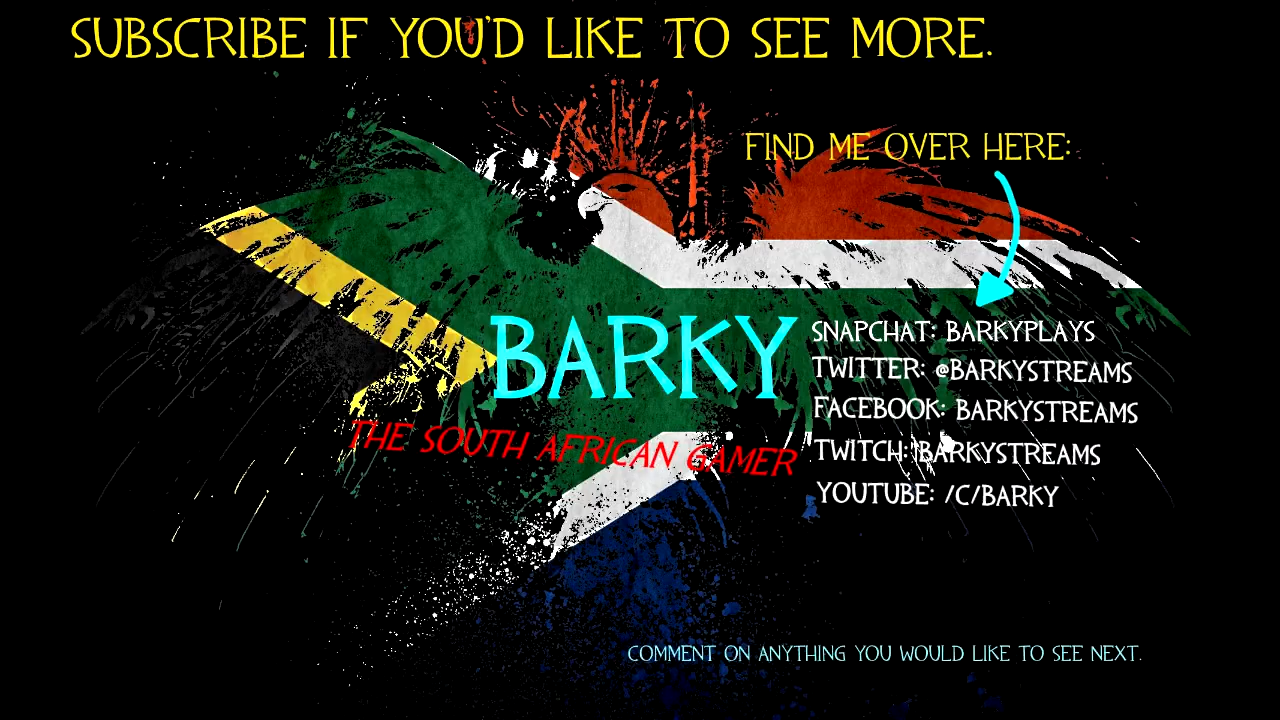 SUBSCRIBE IF YOU'D LIKE TO SEE MORE.
FIND ME OVER HERE:
BARKY
THE SOUTH AFRICAN GAMER
SNAPCHAT: BARKYPLAYS
TWITTER: @BARKYSTREAMS
FACEBOOK: BARKYSTREAMS
TWITCH: BARKYSTREAMS
YOUTUBE: /C/BARKY
COMMENT ON ANYTHING YOU WOULD LIKE TO SEE NEXT.